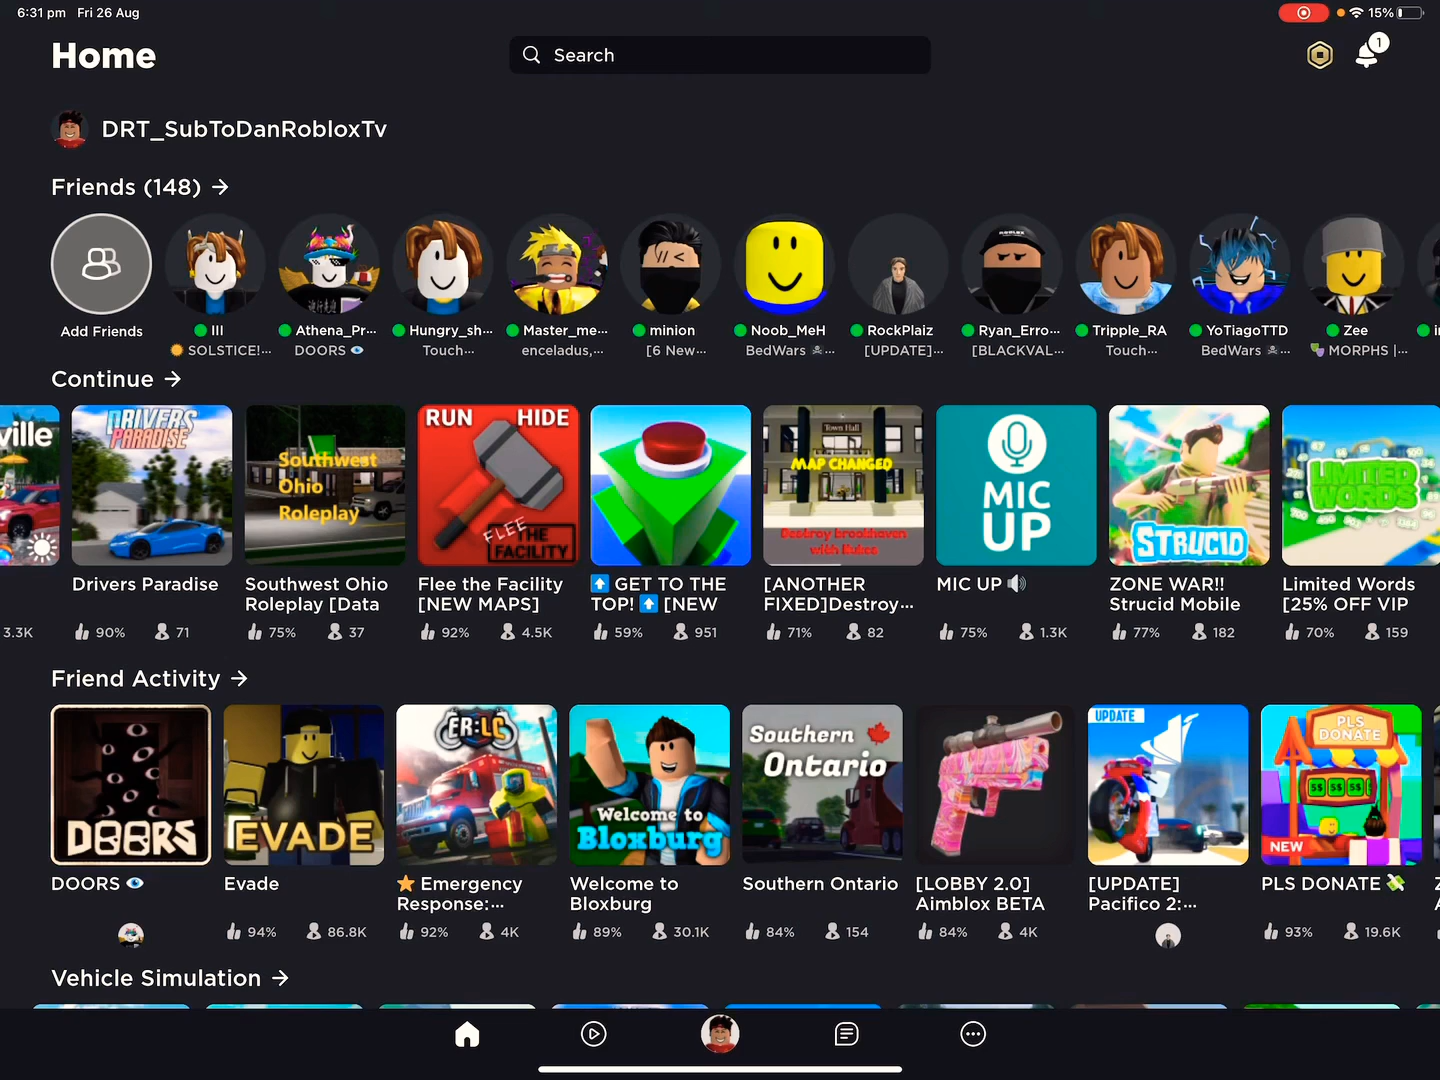 6:31 pm Fri 26 Aug
15%
Home
Search
1
DRT_SubToDanRobloxTv
Friends (148) →
Add Friends
III
SOLSTICE!...
Athena_Pr...
DOORS
Hungry_sh...
Touch...
Master_me...
enceladus,...
minion
[6 New...
Noob_MeH
BedWars ☠...
RockPlaiz
[UPDATE]...
Ryan_Erro...
[BLACKVAL...
Tripple_RA
Touch...
YoTiagoTTD
BedWars ☠...
Zee
MORPHS |...
Continue →
ville
DRIVERS
PARADISE
Southwest
Ohio
Roleplay
RUN HIDE
FLEE THE
FACILITY
Town Hall
MAP CHANGED
Destroy brookhaven
with Nukes
MIC
UP
STRUCID
LIMITED
WORDS
3.3K
Drivers Paradise
90% 71
Southwest Ohio
Roleplay [Data
75% 37
Flee the Facility
[NEW MAPS]
92% 4.5K
⬆ GET TO THE
TOP! ⬆ [NEW
59% 951
[ANOTHER
FIXED]Destroy...
71% 82
MIC UP 🔊
75% 1.3K
ZONE WAR!!
Strucid Mobile
77% 182
Limited Words
[25% OFF VIP
70% 159
Friend Activity →
DOORS
EVADE
ER:LC
Welcome to
Bloxburg
Southern
Ontario
UPDATE
PLS
DONATE
$$ $$ $$
NEW
DOORS 👁
Evade
94% 86.8K
⭐ Emergency
Response:...
92% 4K
Welcome to
Bloxburg
89% 30.1K
Southern Ontario
84% 154
[LOBBY 2.0]
Aimblox BETA
84% 4K
[UPDATE]
Pacifico 2:...
PLS DONATE 💸
93% 19.6K
Vehicle Simulation →